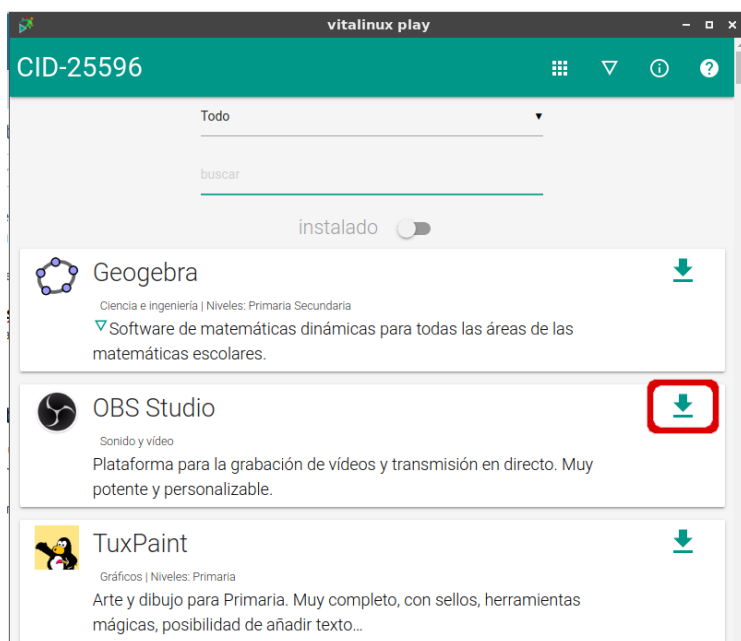 vitalinux play
CID-25596
Todo
buscar
instalado
Geogebra
Ciencia e ingeniería | Niveles: Primaria Secundaria
Software de matemáticas dinámicas para todas las áreas de las
matemáticas escolares.
OBS Studio
Sonido y vídeo
Plataforma para la grabación de vídeos y transmisión en directo. Muy
potente y personalizable.
TuxPaint
Gráficos | Niveles: Primaria
Arte y dibujo para Primaria. Muy completo, con sellos, herramientas
mágicas, posibilidad de añadir texto...